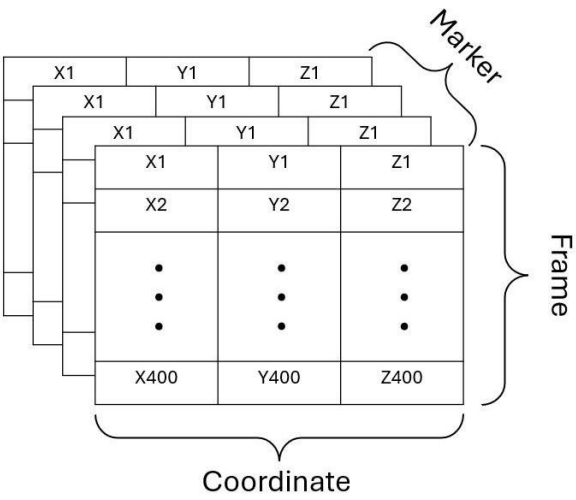 Marker
X1 Y1 Z1
X1 Y1 Z1
X1 Y1 Z1
X1 Y1 Z1
X2 Y2 Z2
Frame
X400 Y400 Z400
Coordinate